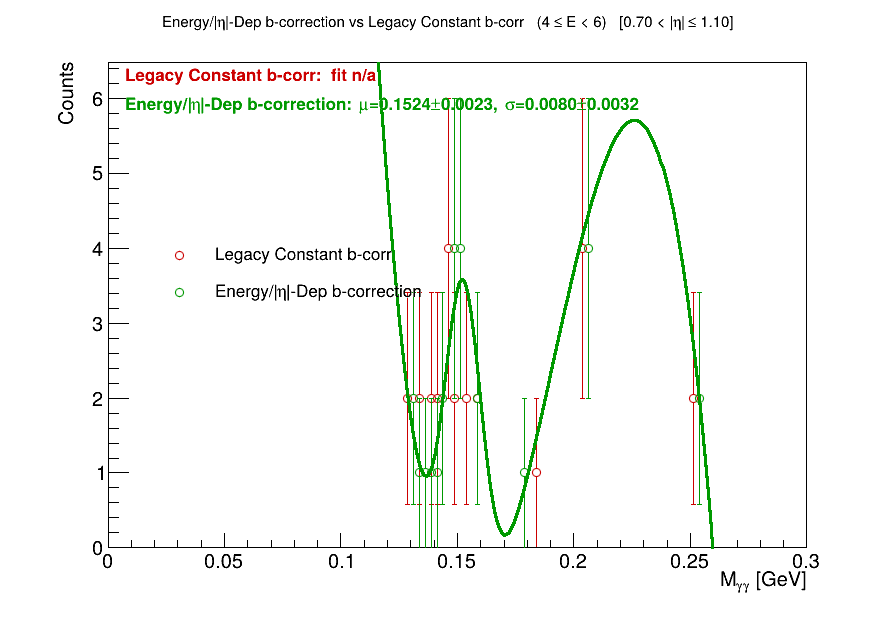 Energy/|η|-Dep b-correction vs Legacy Constant b-corr (4 ≤ E < 6) [0.70 < |η| ≤ 1.10]
Counts
Legacy Constant b-corr: fit n/a
Energy/|η|-Dep b-correction: μ=0.1524±0.0023, σ=0.0080±0.0032
6
5
4
3
2
1
0
Legacy Constant b-corr
Energy/|η|-Dep b-correction
0 0.05 0.1 0.15 0.2 0.25 0.3
Mγγ [GeV]